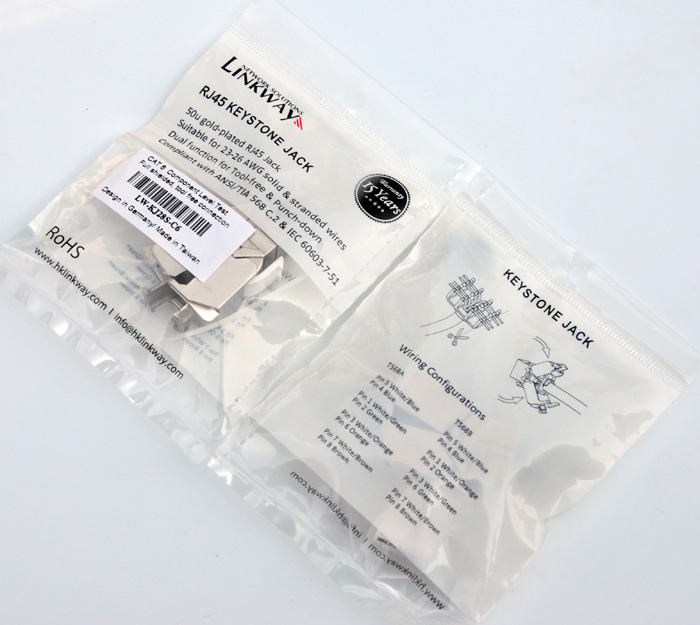 LINKWAY
NETWORK SOLUTIONS
RJ45 KEYSTONE JACK
50u gold-plated RJ45 Jack
Suitable for 23-26 AWG solid & stranded wires
Dual function for Tool-free & Punch-down
Compliant with ANSI/TIA 568 C.2 & IEC 60603-7-51
Warranty
15 Years
CAT 6 Component Level Test
Full shielded, tool free connection
LW-KJ28S-C6
Design in Germany/ Made in Taiwan
RoHS
www.hklinkway.com I info@hklinkway.com
KEYSTONE JACK
Wiring Configurations
T568A
Pin 5 White/Blue
Pin 4 Blue
Pin 1 White/Green
Pin 2 Green
Pin 3 White/Orange
Pin 6 Orange
Pin 7 White/Brown
Pin 8 Brown
T568B
Pin 5 White/Blue
Pin 4 Blue
Pin 1 White/Orange
Pin 2 Orange
Pin 3 White/Green
Pin 6 Green
Pin 7 White/Brown
Pin 8 Brown
www.hklinkway.com I info@hklinkway.com